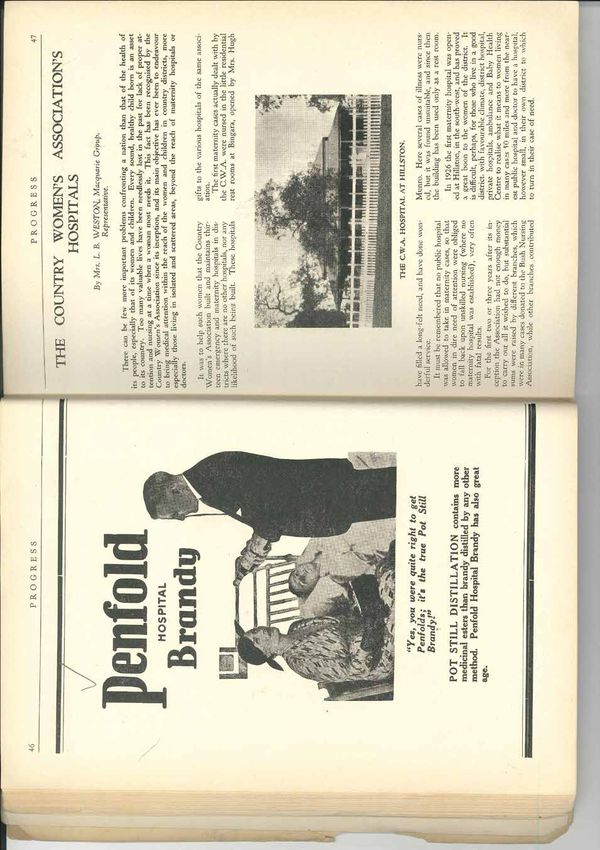 46
PROGRESS
Penfold
HOSPITAL
Brandy
"Yes, you were quite right to get
Penfolds; it's the true Pot Still
Brandy!"
POT STILL DISTILLATION contains more
medicinal esters than brandy distilled by any other
method. Penfold Hospital Brandy has also great
age.
PROGRESS
47
THE COUNTRY WOMEN'S ASSOCIATION'S
HOSPITALS
By Mrs. L. B. WESTON, Macquarie Group.
Representative.
There can be few more important problems confronting a nation than that of the health of
its people, especially that of its women and children. Every sound, healthy child born is an asset
to its country. Too many valuable lives have been needlessly lost in the past for lack of proper at-
tention and nursing at a time when a woman most needs it. This fact has been recognised by the
Country Women's Association since its inception, and its main objective has ever been to endeavour
to bring medical attention within the reach of the women and children in country districts, more
especially those living in isolated and scattered areas, beyond the reach of maternity hospitals or
doctors.
It was to help such women that the Country
Women's Association built and maintains thir-
teen emergency and maternity hospitals in dis-
tricts where there are no other hospitals, nor any
likelihood of such being built. These hospitals
gifts to the various hospitals of the same associ-
ation.
The first maternity cases actually dealt with by
the C.W.A. were nursed in the little residential
rest rooms at Bingara, opened by Mrs. Hugh
THE C.W.A. HOSPITAL AT HILLSTON.
have filled a long-felt need, and have done won-
derful service.
It must be remembered that no public hospital
was allowed to take in maternity cases, so that
women in dire need of attention were obliged
to fall back upon unskilled nursing (where no
maternity hospital was established), very often
with fatal results.
For the first two or three years after its in-
ception the Association had not enough money
to carry out all it wished to do, but substantial
sums were raised by different branches, which
were in many cases donated to the Bush Nursing
Association, while other branches contributed
Munro. Here several cases of illness were nurs-
ed, but it was found unsuitable, and since then
the building has been used only as a rest room.
In 1926 the first maternity hospital was open-
ed at Hillston, in the south-west, and has proved
a great boon to the women of the district. It
is difficult, perhaps, for those who live in a good
district, with favourable climate, district hospital,
private hospitals, ambulance and Baby Health
Centre to realise what it means to women living
in many cases 90 miles and more from the near-
est public hospital and doctor to have a hospital,
however small, in their own district to which
to turn in their case of need.